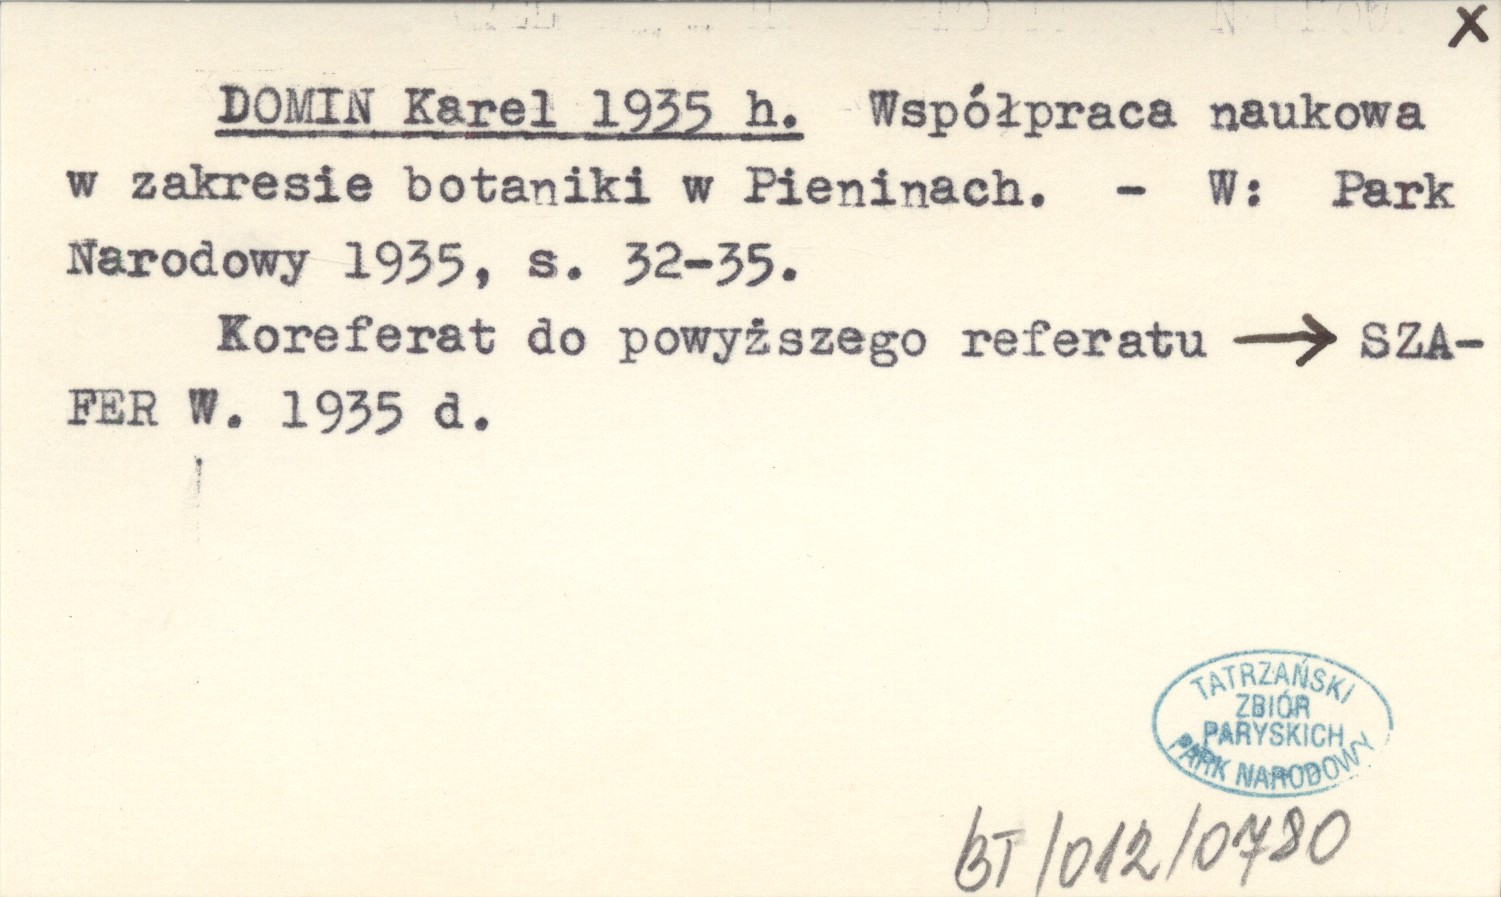 x
DOMIN Karel 1935 h. Współpraca naukowa
w zakresie botaniki w Pieninach. - W: Park
Narodowy 1935, s. 32-35.
Koreferat do powyższego referatu → SZA-
FER W. 1935 d.
TATRZAŃSKI
ZBIÓR
PARYSKICH
PARK NARODOWY
BT/012/0780